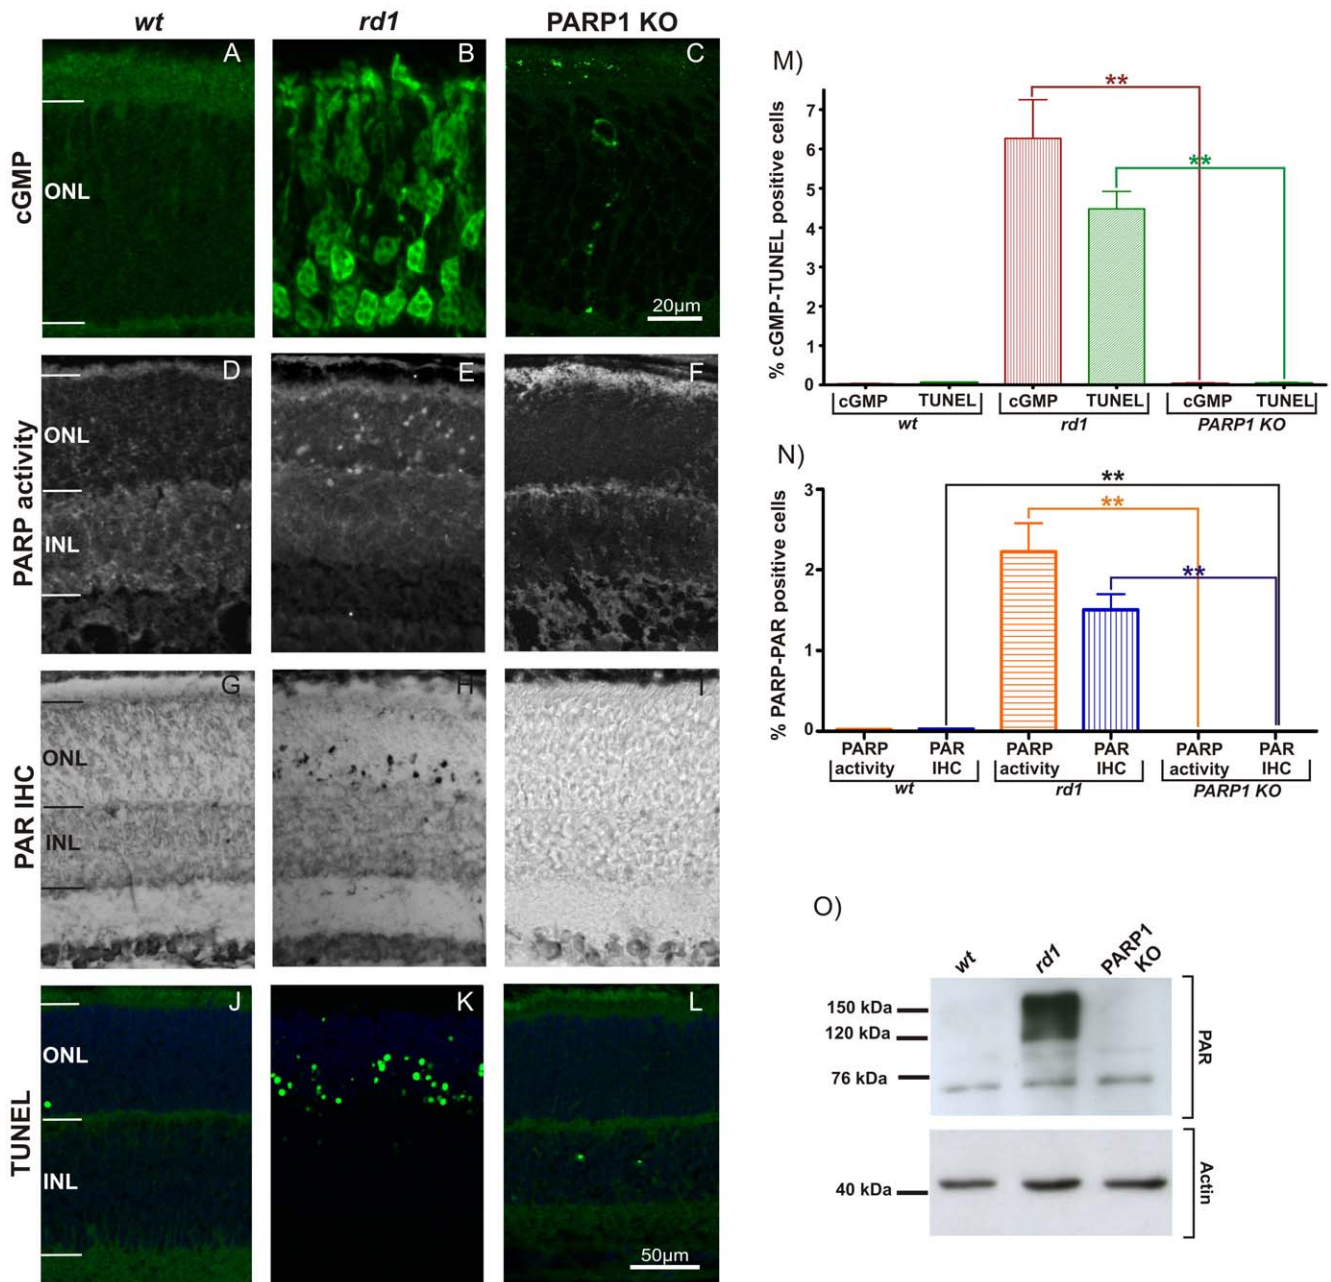 wt rd1 PARP1 KO
cGMP
A B C
ONL
20µm
PARP activity
D E F
ONL
INL
PAR IHC
G H I
ONL
INL
TUNEL
J K L
ONL
INL
50µm
M)
% cGMP-TUNEL positive cells
7
6
5
4
3
2
1
0
**
**
cGMP TUNEL cGMP TUNEL cGMP TUNEL
wt rd1 PARP1 KO
N)
% PARP-PAR positive cells
3
2
1
0
**
**
**
PARP PAR PARP PAR PARP PAR
activity IHC activity IHC activity IHC
wt rd1 PARP1 KO
O)
wt rd1 PARP1
KO
150 kDa
120 kDa
76 kDa
PAR
40 kDa
Actin